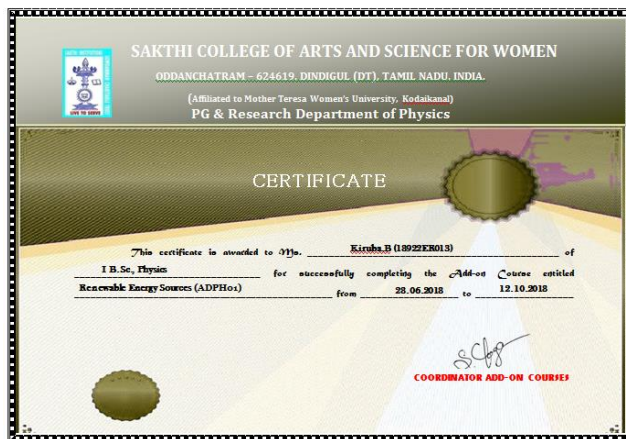 SAKTHI COLLEGE OF ARTS AND SCIENCE FOR WOMEN
ODDANCHATRAM – 624619. DINDIGUL (DT), TAMIL NADU. INDIA.
(Affiliated to Mother Teresa Women's University, Kodaikanal)
PG & Research Department of Physics
LIVE TO SERVE
CERTIFICATE
This certificate is awarded to Ms. Kiruba.B (18922ER013) of
I B.Sc., Physics for successfully completing the Add-on Course entitled
Renewable Energy Sources (ADPH01) from 28.06.2018 to 12.10.2018
COORDINATOR ADD-ON COURSES